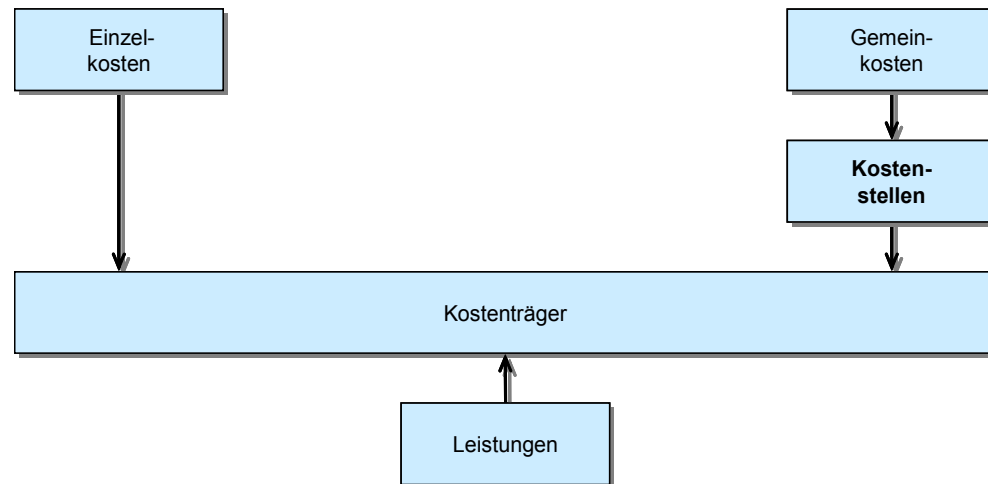 Einzel-
kosten
Gemein-
kosten
Kosten-
stellen
Kostenträger
Leistungen